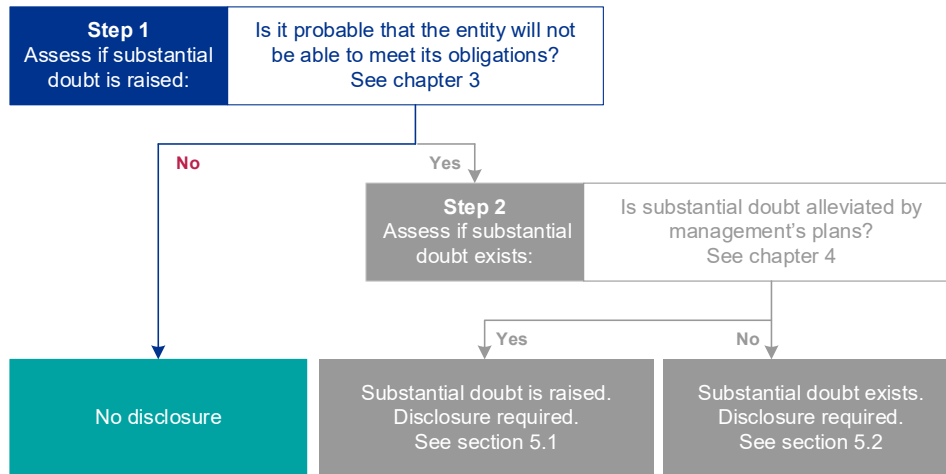 Step 1
Assess if substantial
doubt is raised:
Is it probable that the entity will not
be able to meet its obligations?
See chapter 3
No
Yes
Step 2
Assess if substantial
doubt exists:
Is substantial doubt alleviated by
management's plans?
See chapter 4
Yes
No
No disclosure
Substantial doubt is raised.
Disclosure required.
See section 5.1
Substantial doubt exists.
Disclosure required.
See section 5.2